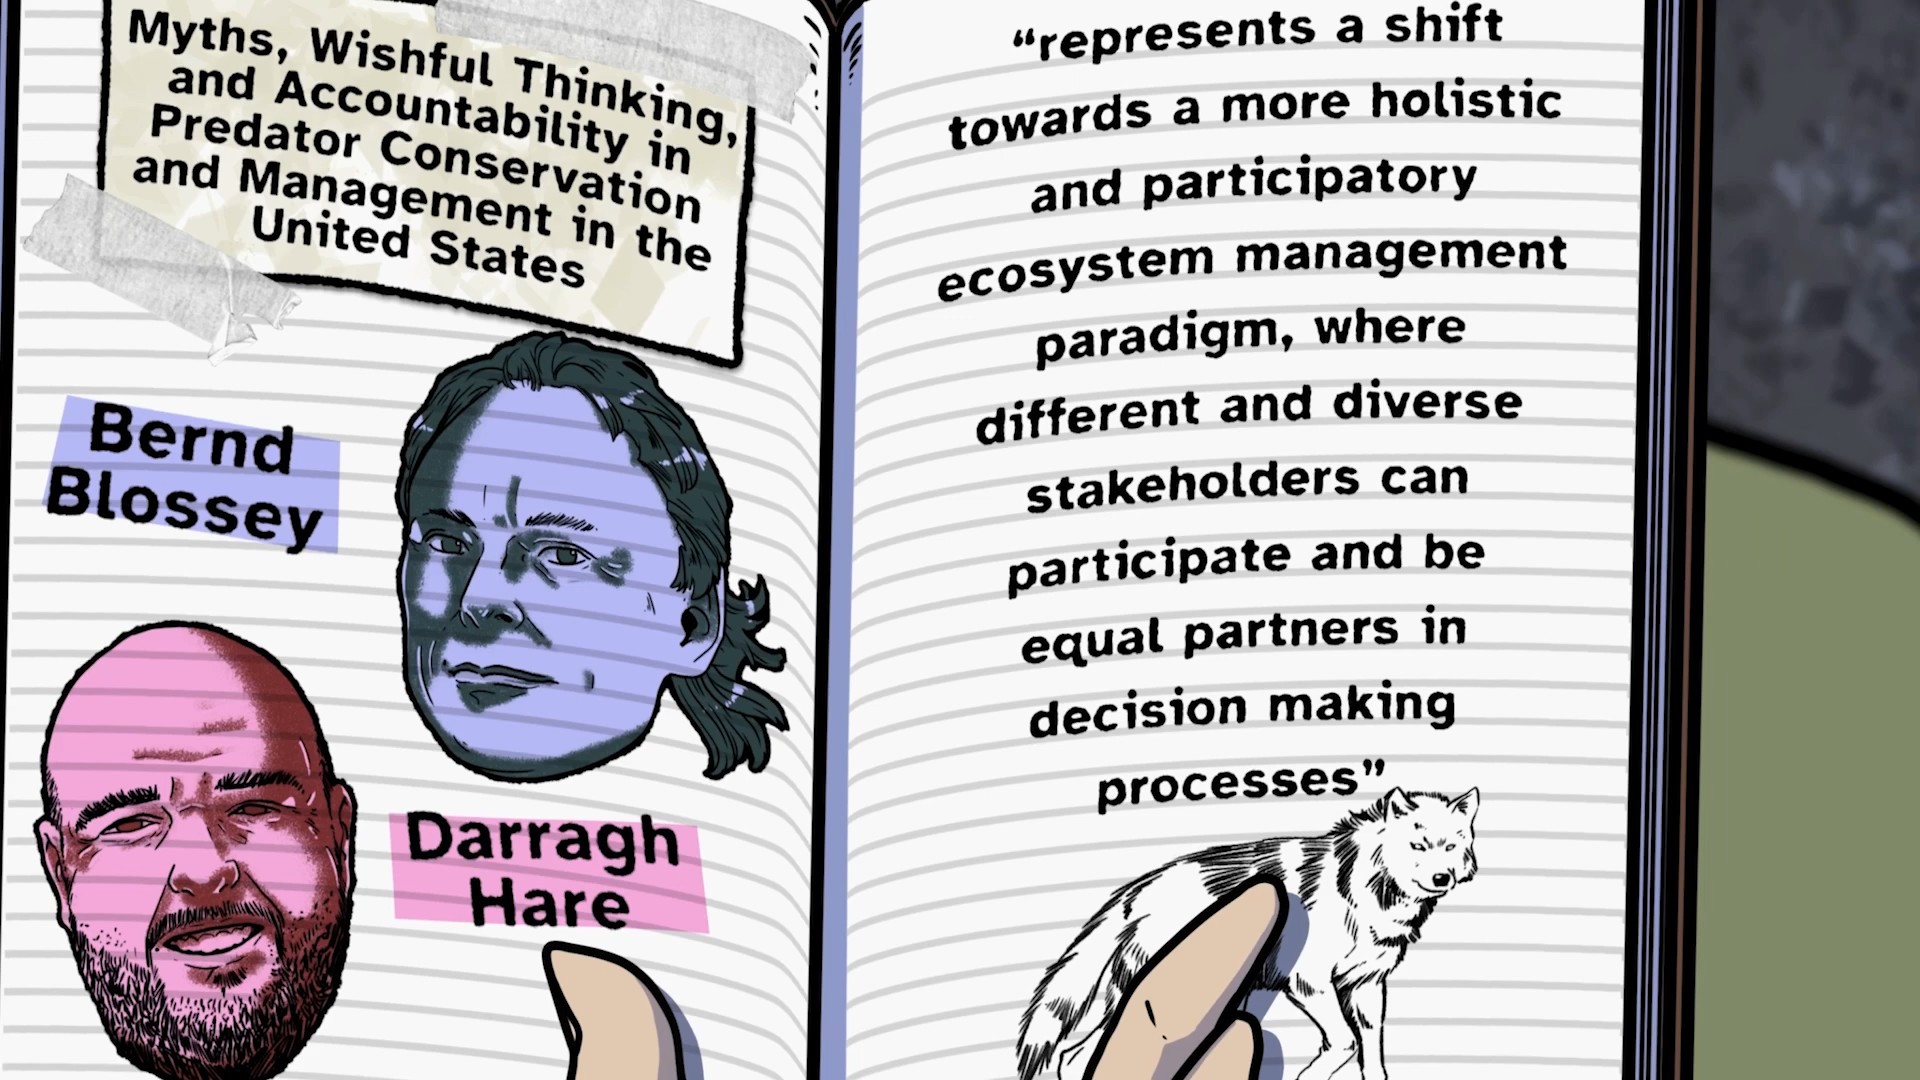 Myths, Wishful Thinking,
and Accountability in
Predator Conservation
and Management in the
United States
Bernd
Blossey
Darragh
Hare
“represents a shift
towards a more holistic
and participatory
ecosystem management
paradigm, where
different and diverse
stakeholders can
participate and be
equal partners in
decision making
processes”